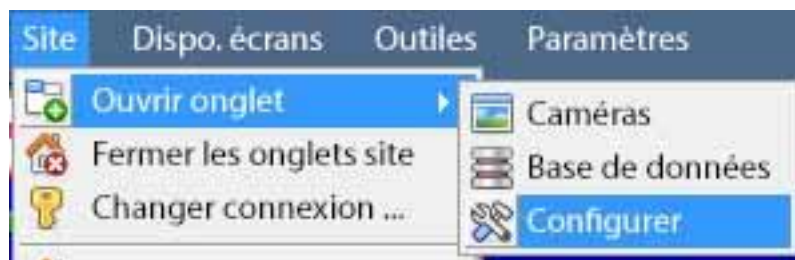 Site Dispo. écrans Outiles Paramètres
Ouvrir onglet
Fermer les onglets site
Changer connexion ...
Caméras
Base de données
Configurer